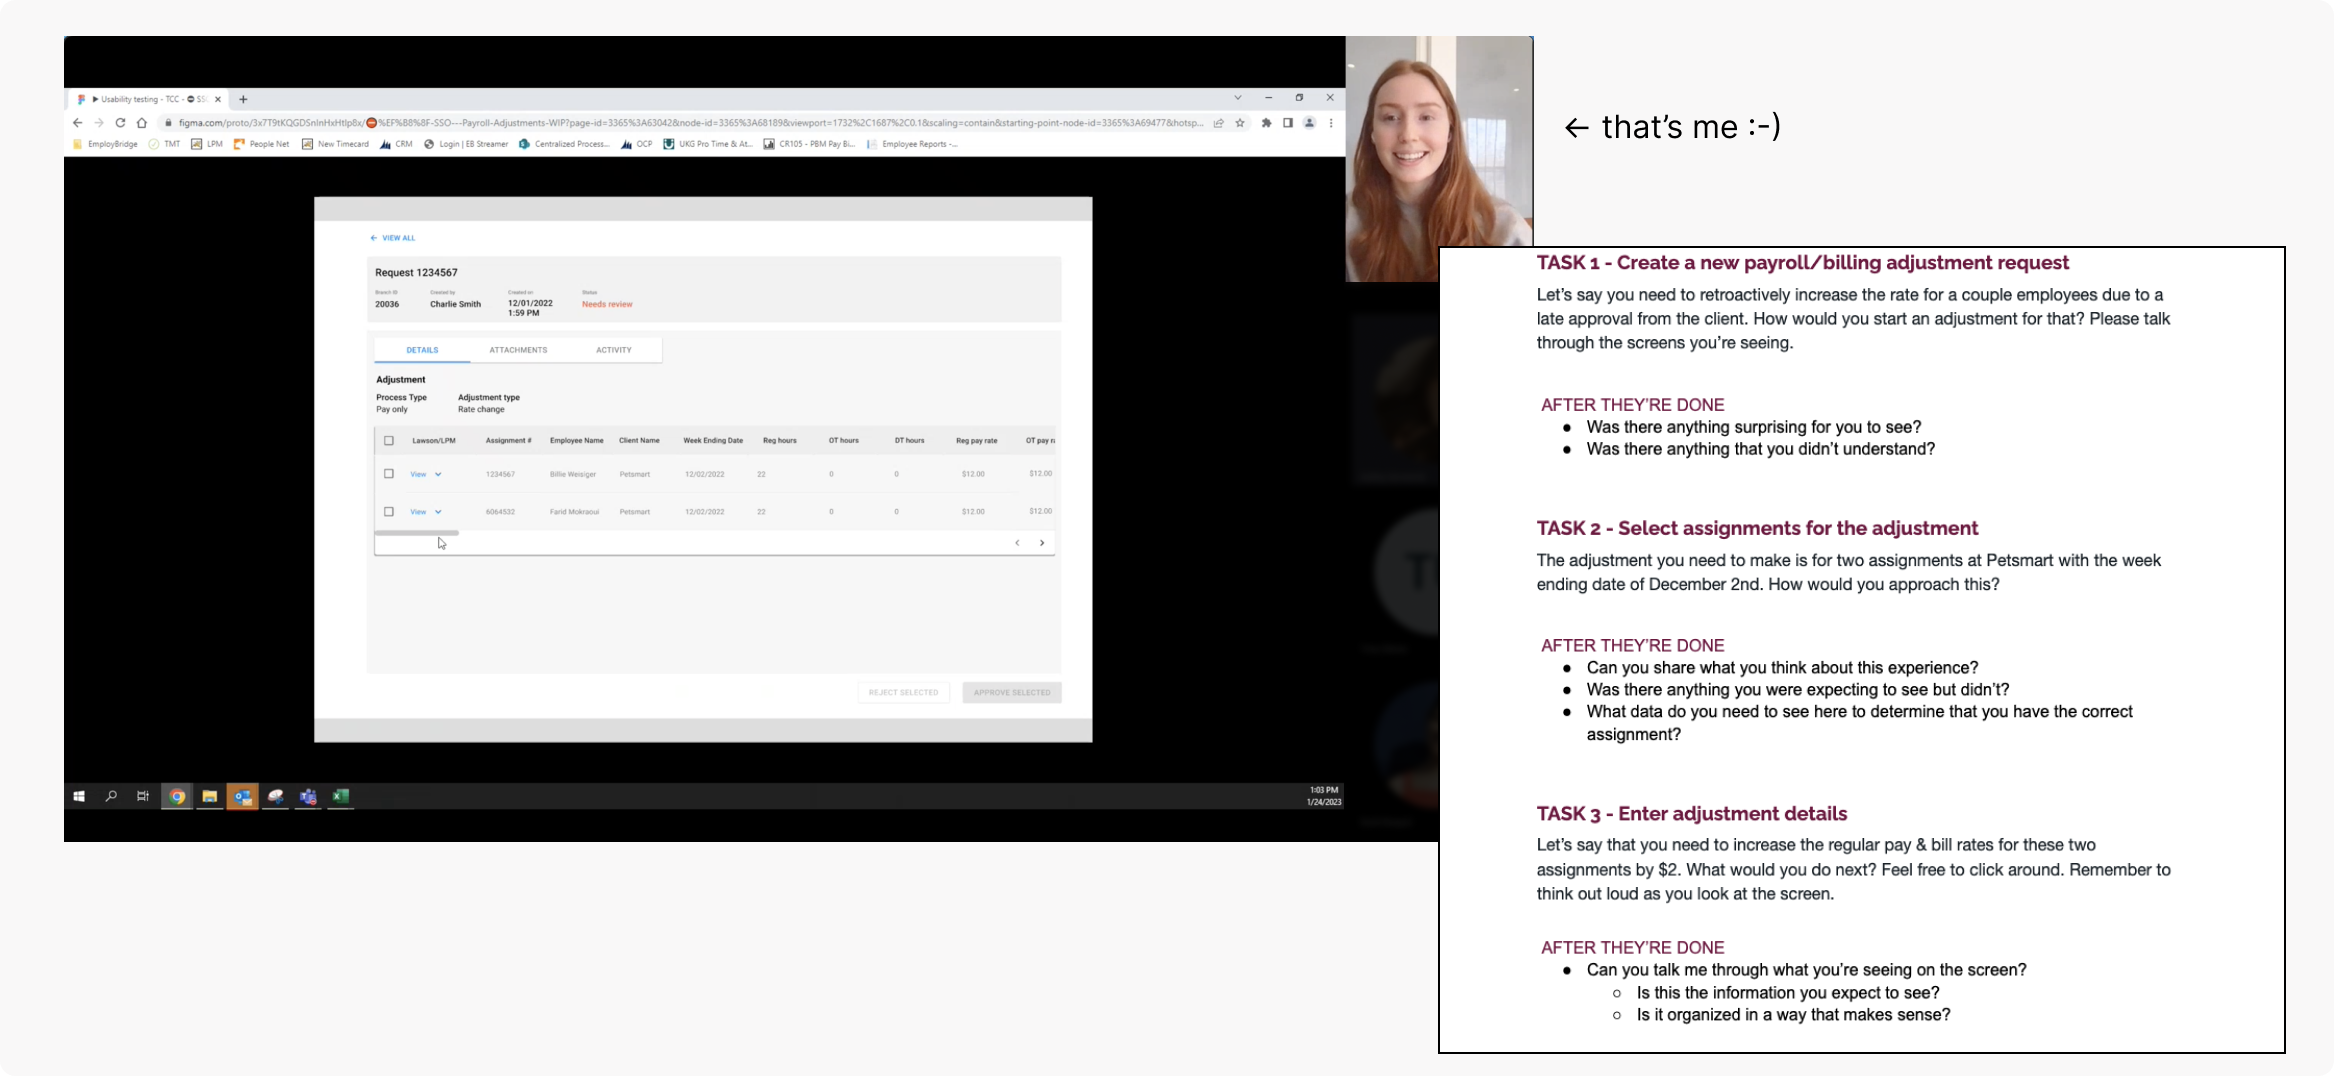 Usability testing - TCC - SS
figma.com/proto/3x7T9tKQGDSnInHxHtlp8x/ %EF%B8%8F-SSO---Payroll-Adjustments-WIP?page-id=3365%3A63042&node-id=3365%3A68189&viewport=1732%2C1687%2C0.1&scaling=contain&starting-point-node-id=3365%3A69477&hotsp...
EmployBridge TMT LPM People Net New Timecard CRM Login | EB Streamer Centralized Process... OCP UKG Pro Time & At... CR105 - PBM Pay Bi... Employee Reports -...
← that’s me :-)
← VIEW ALL
Request 1234567
Branch ID Created by Created on Status
20036 Charlie Smith 12/01/2022 Needs review
1:59 PM
DETAILS ATTACHMENTS ACTIVITY
Adjustment
Process Type Adjustment type
Pay only Rate change
Lawson/LPM Assignment # Employee Name Client Name Week Ending Date Reg hours OT hours DT hours Reg pay rate OT pay ra
View 1234567 Billie Weisiger Petsmart 12/02/2022 22 0 0 $12.00 $12.00
View 6064532 Farid Mokraoui Petsmart 12/02/2022 22 0 0 $12.00 $12.00
REJECT SELECTED APPROVE SELECTED
1:03 PM
1/24/2023
TASK 1 - Create a new payroll/billing adjustment request
Let’s say you need to retroactively increase the rate for a couple employees due to a
late approval from the client. How would you start an adjustment for that? Please talk
through the screens you’re seeing.
AFTER THEY’RE DONE
● Was there anything surprising for you to see?
● Was there anything that you didn’t understand?
TASK 2 - Select assignments for the adjustment
The adjustment you need to make is for two assignments at Petsmart with the week
ending date of December 2nd. How would you approach this?
AFTER THEY’RE DONE
● Can you share what you think about this experience?
● Was there anything you were expecting to see but didn’t?
● What data do you need to see here to determine that you have the correct
assignment?
TASK 3 - Enter adjustment details
Let’s say that you need to increase the regular pay & bill rates for these two
assignments by $2. What would you do next? Feel free to click around. Remember to
think out loud as you look at the screen.
AFTER THEY’RE DONE
● Can you talk me through what you’re seeing on the screen?
○ Is this the information you expect to see?
○ Is it organized in a way that makes sense?